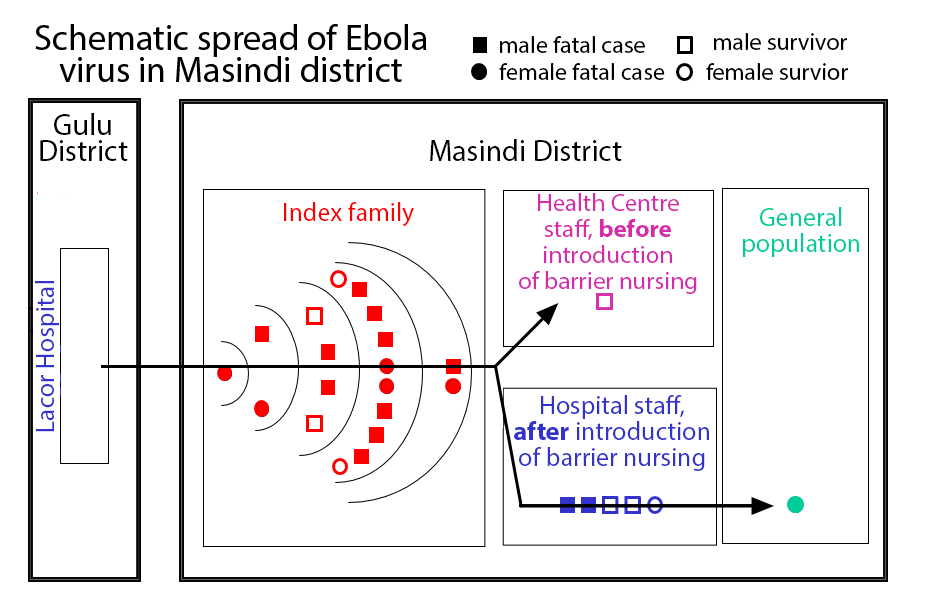 Schematic spread of Ebola
virus in Masindi district
male fatal case
male survivor
female fatal case
female survior
Gulu
District
Lacor Hospital
Masindi District
Index family
Health Centre
staff, before
introduction
of barrier nursing
Hospital staff,
after introduction
of barrier nursing
General
population